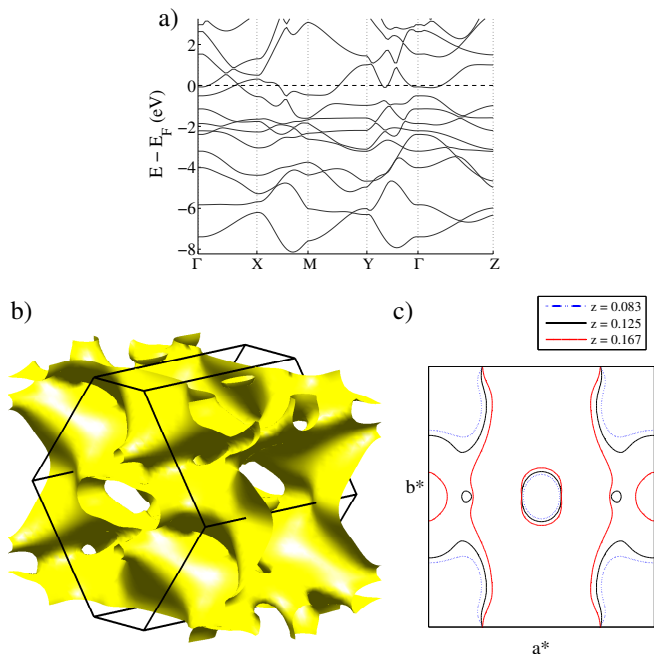 a)
E − E_F (eV)
2
0
−2
−4
−6
−8
Γ X M Y Γ Z
b)
c)
z = 0.083
z = 0.125
z = 0.167
b*
a*